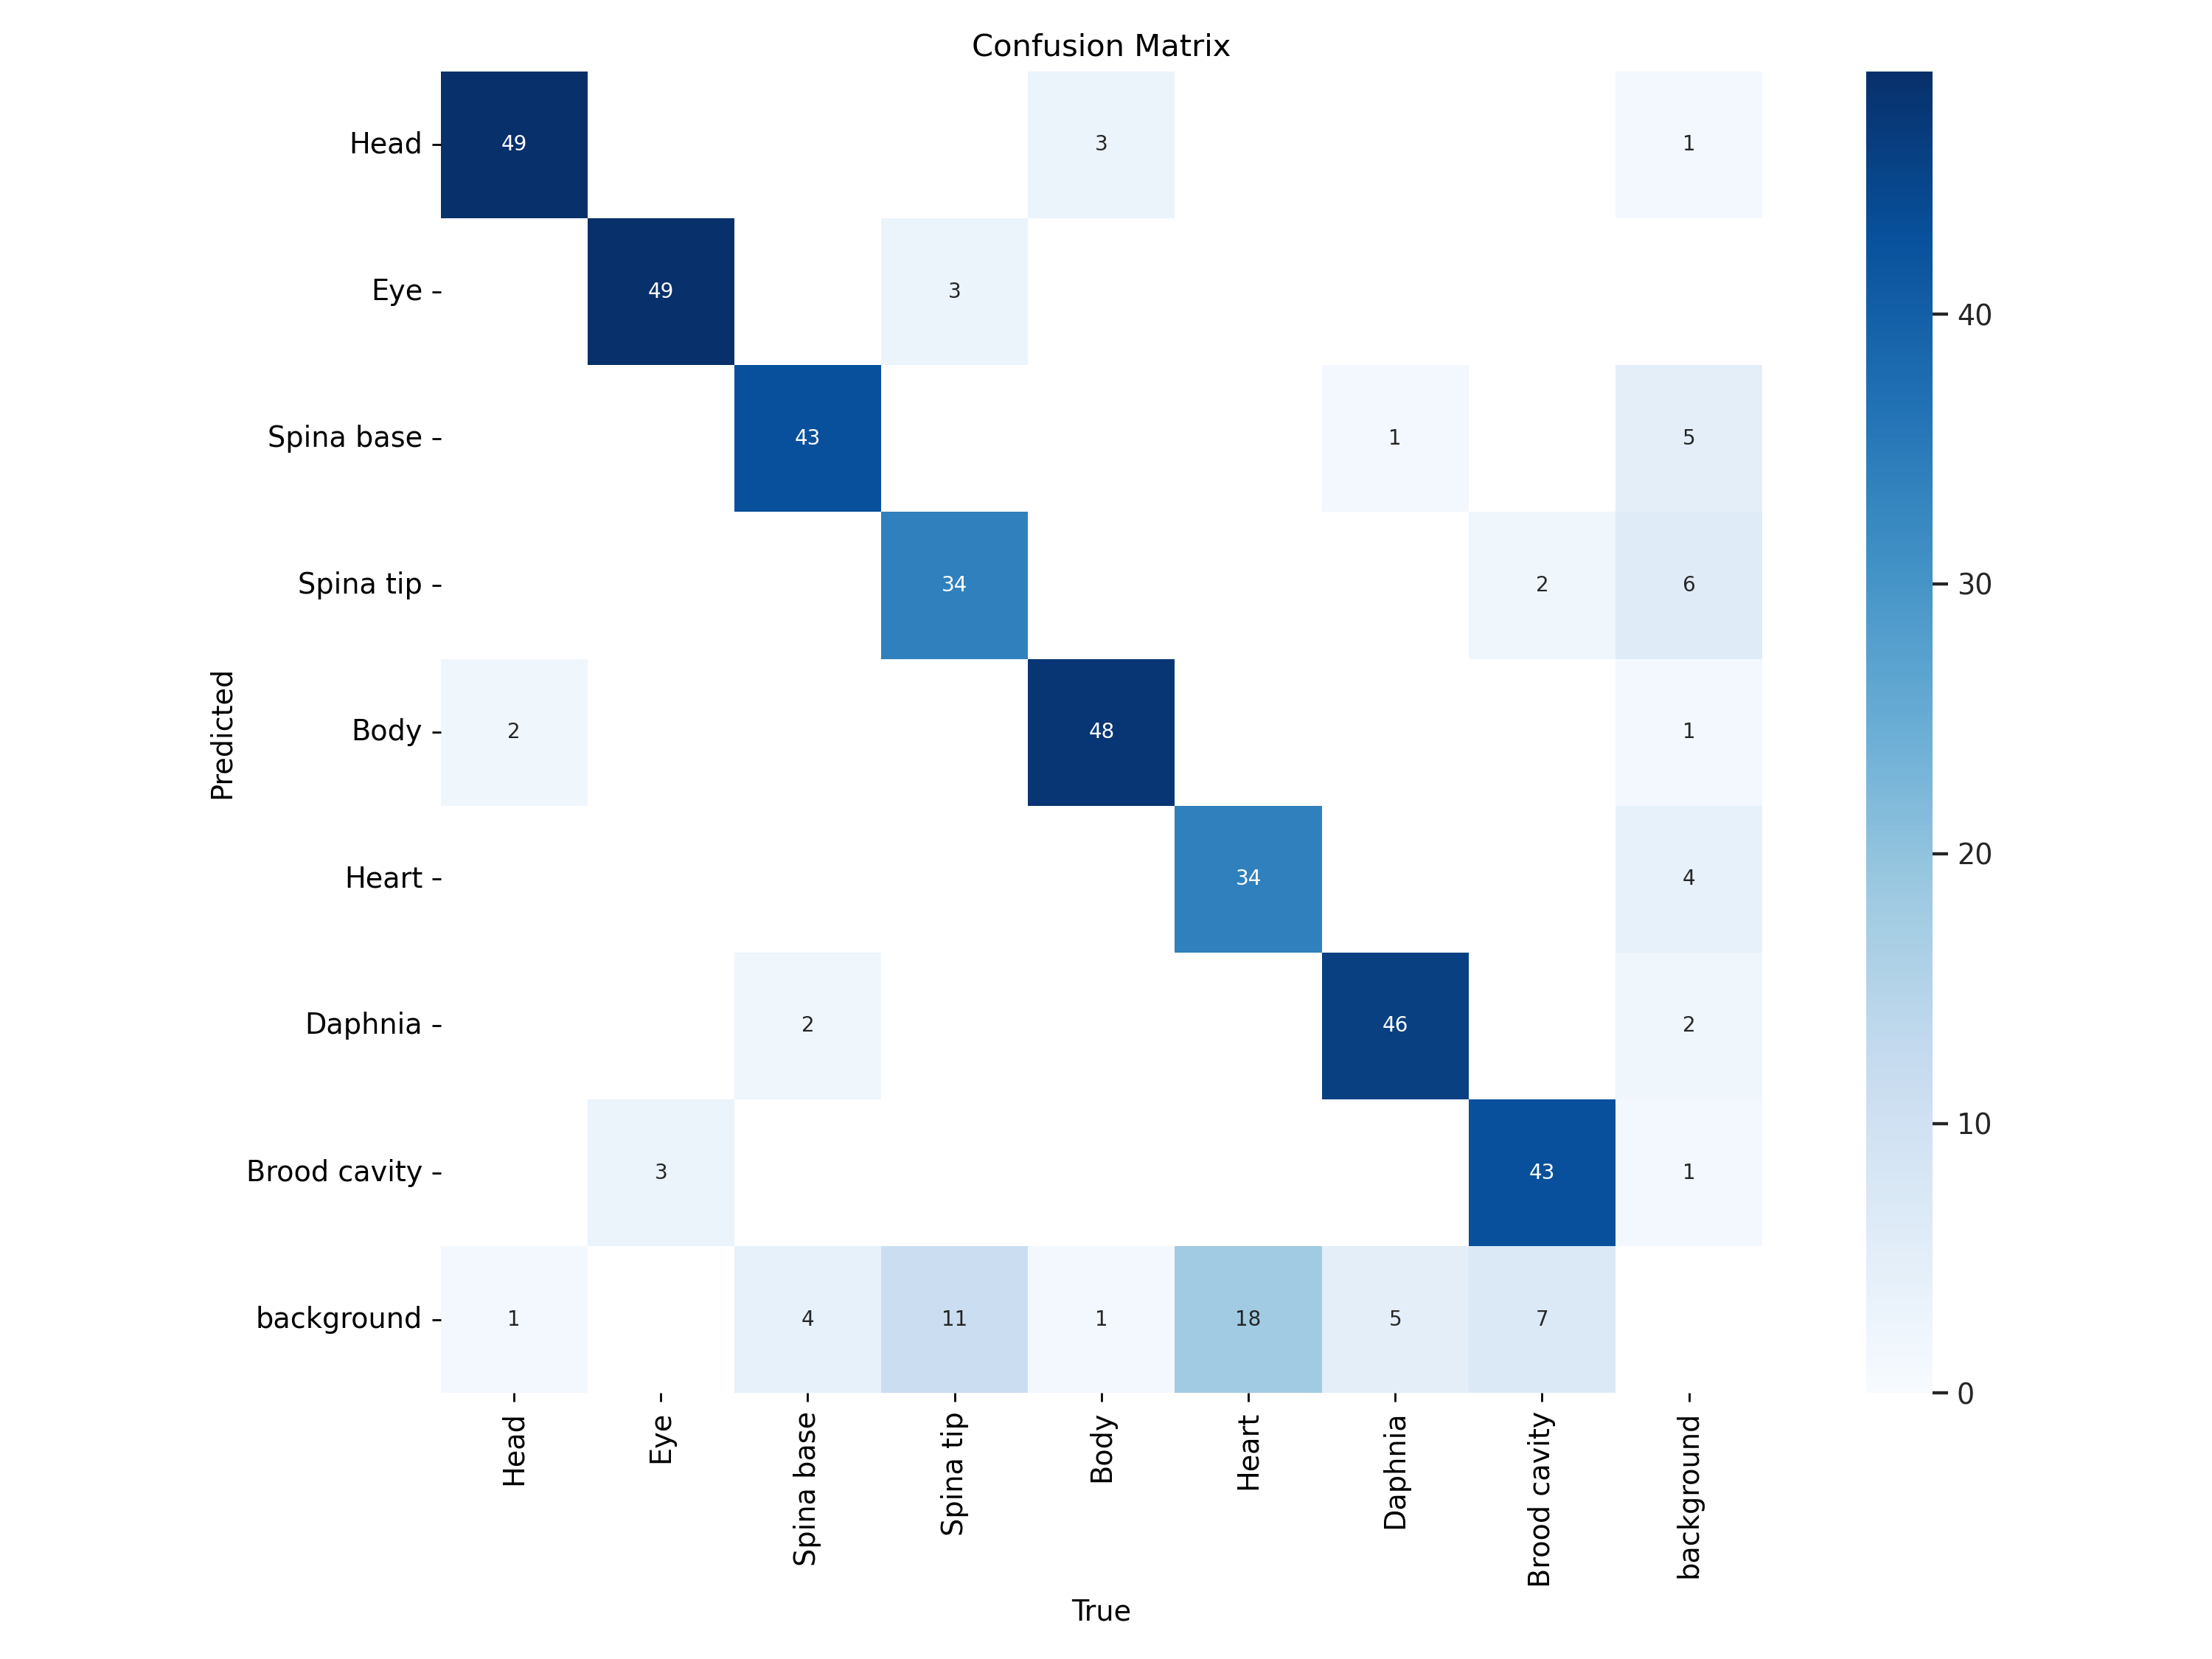 Confusion Matrix
Head 49 3 1
Eye 49 3
Spina base 43 1 5
Spina tip 34 2 6
Body 2 48 1
Heart 34 4
Daphnia 2 46 2
Brood cavity 3 43 1
background 1 4 11 1 18 5 7
Predicted
Head Eye Spina base Spina tip Body Heart Daphnia Brood cavity background
True
40
30
20
10
0